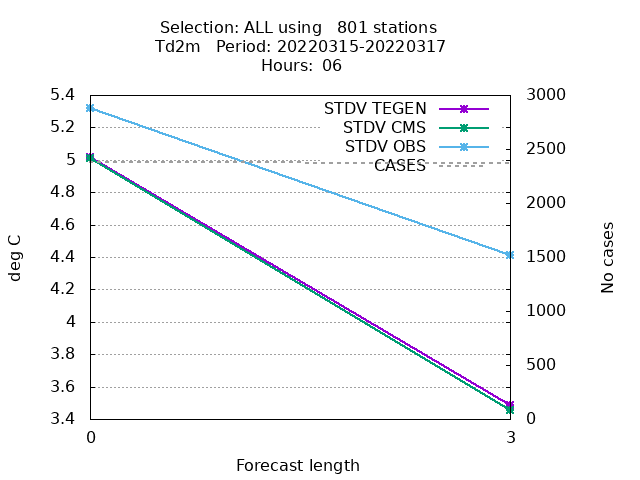 Selection: ALL using   801 stations
Td2m   Period: 20220315-20220317
Hours: 06
5.4
5.2
5
4.8
4.6
4.4
4.2
4
3.8
3.6
3.4
deg C
STDV TEGEN
STDV CMS
STDV OBS
CASES
3000
2500
2000
1500
1000
500
0
No cases
0
3
Forecast length